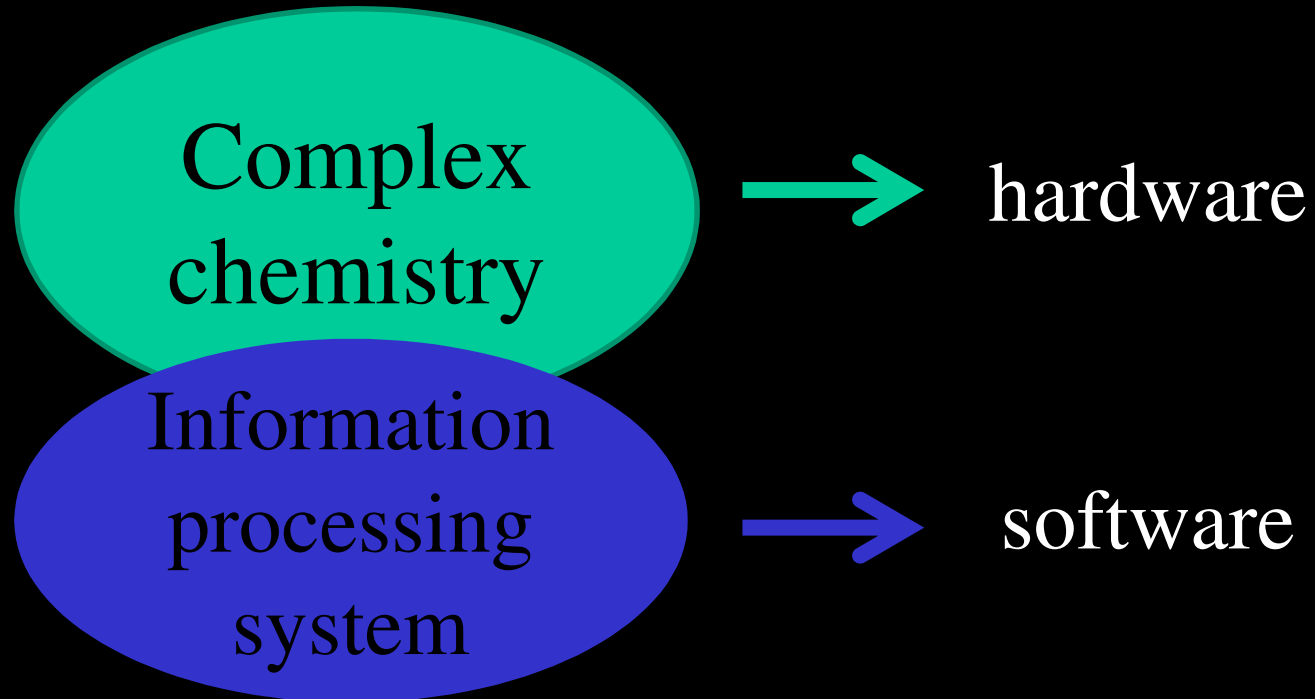 Complex
chemistry
hardware
Information
processing
system
software